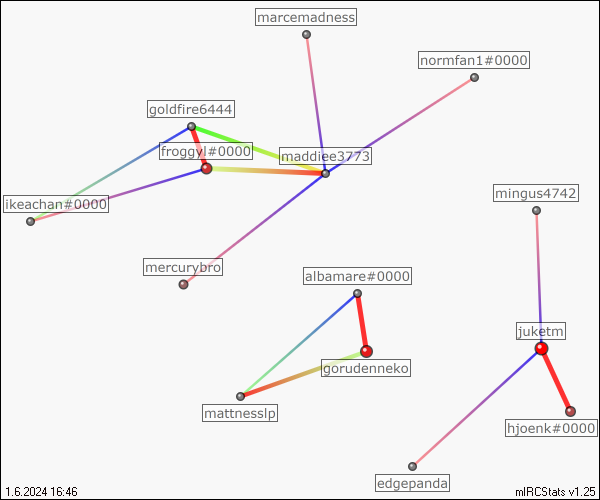 marcemadness
normfan1#0000
goldfire6444
froggyl#0000
maddiee3773
mingus4742
ikeachan#0000
mercurybro
albamare#0000
juketm
gorudenneko
mattnesslp
hjoenk#0000
edgepanda
1.6.2024 16:46
mIRCStats v1.25